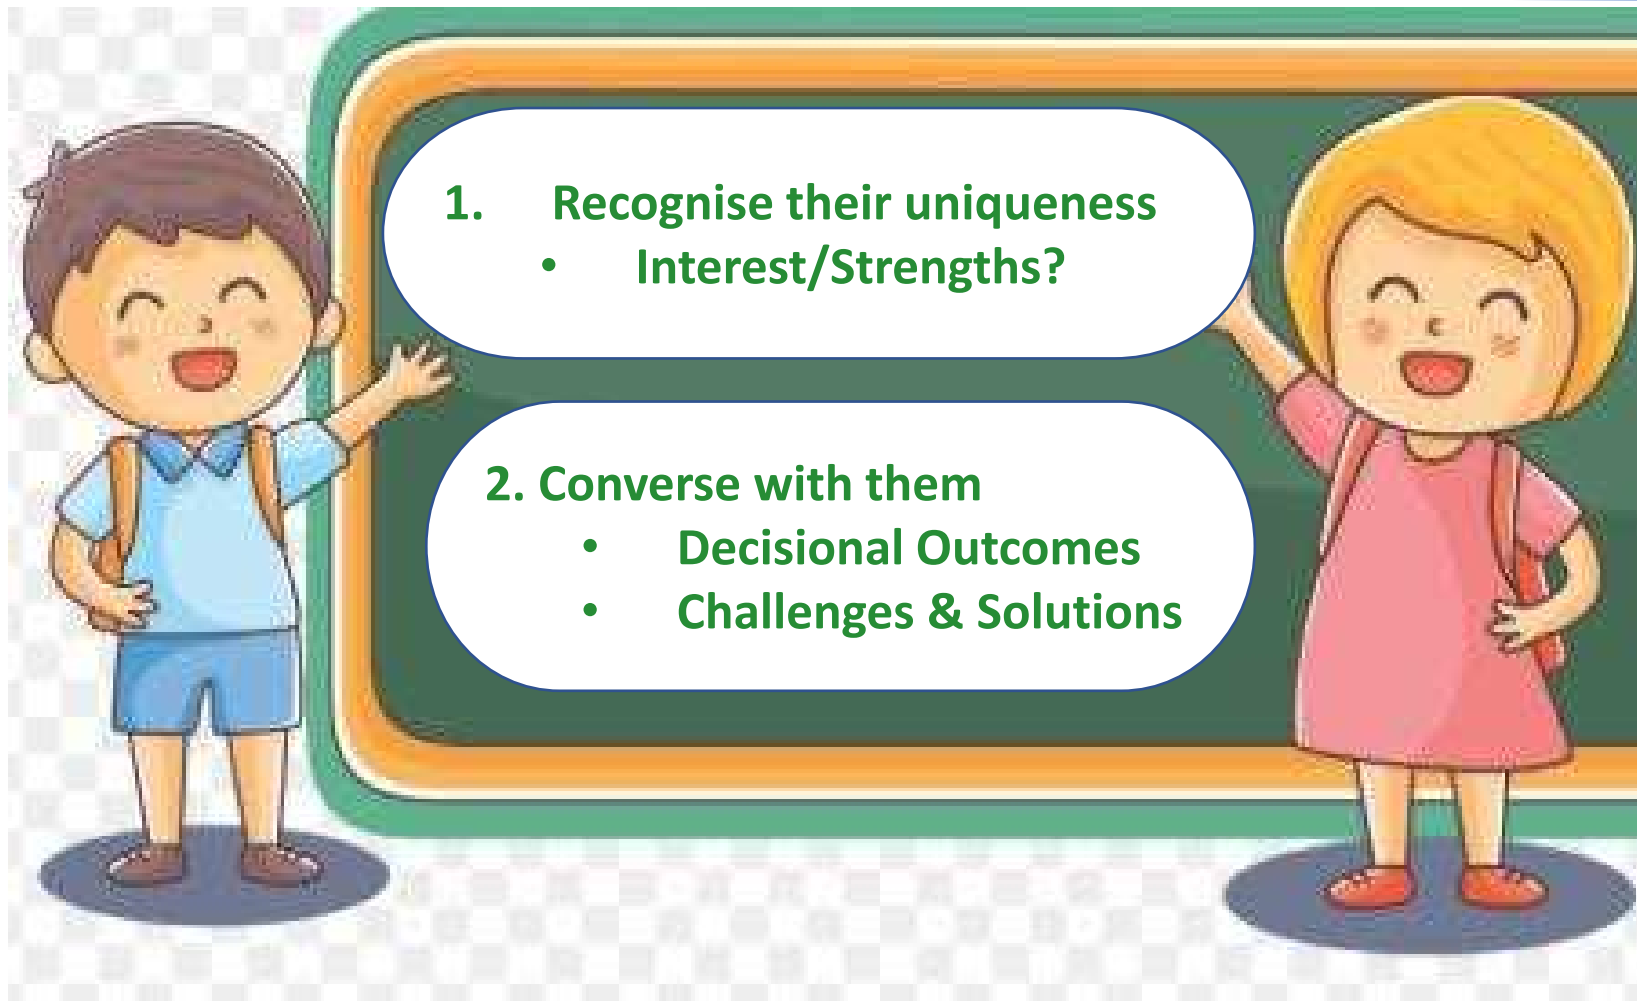 1. Recognise their uniqueness
• Interest/Strengths?
2. Converse with them
• Decisional Outcomes
• Challenges & Solutions